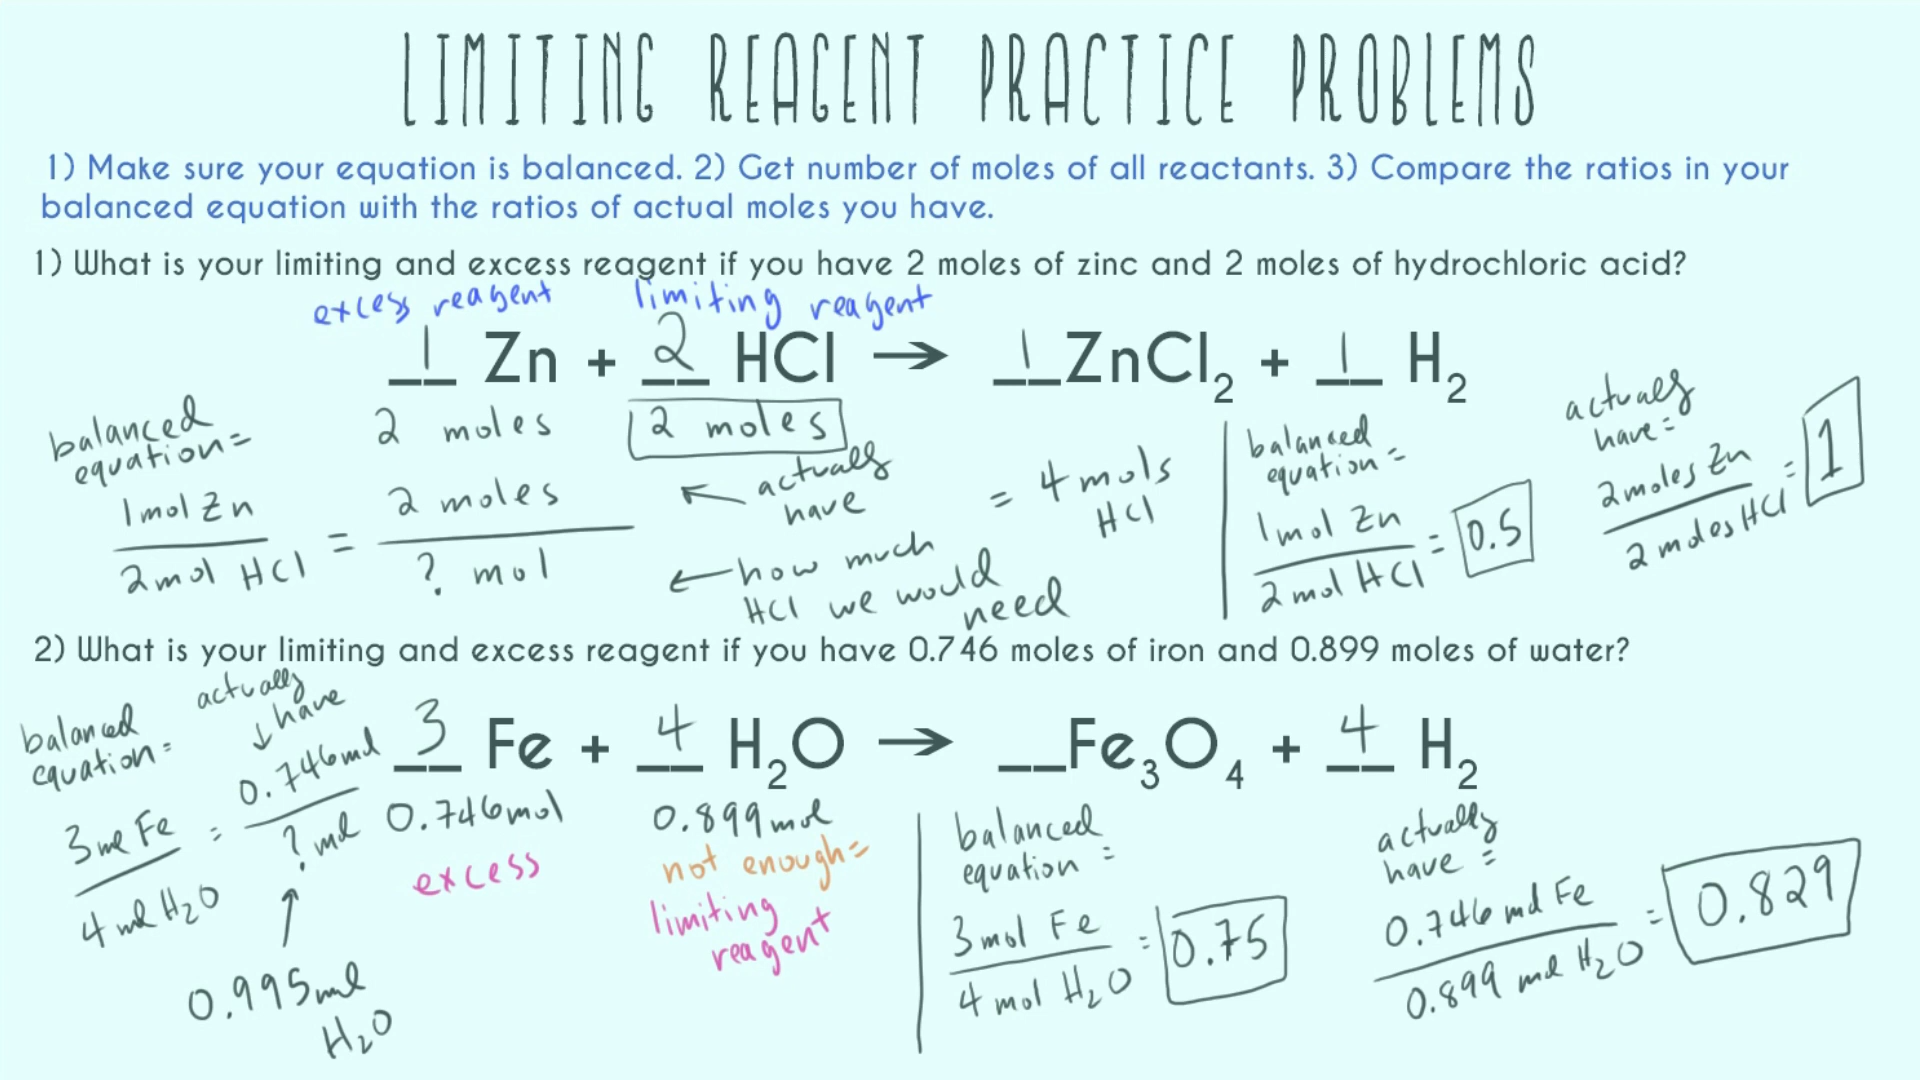 LIMITING REAGENT PRACTICE PROBLEMS
1) Make sure your equation is balanced. 2) Get number of moles of all reactants. 3) Compare the ratios in your
balanced equation with the ratios of actual moles you have.
1) What is your limiting and excess reagent if you have 2 moles of zinc and 2 moles of hydrochloric acid?
excess reagent limiting reagent
1 Zn + 2 HCl → 1 ZnCl₂ + 1 H₂
2 moles 2 moles
balanced
equation =
1 mol Zn
2 mol HCl
=
2 moles
? mol
← actually
have
← how much
HCl we would
need
= 4 mols
HCl
balanced
equation =
1 mol Zn
2 mol HCl
= 0.5
actually
have =
2 moles Zn
2 moles HCl
= 1
2) What is your limiting and excess reagent if you have 0.746 moles of iron and 0.899 moles of water?
3 Fe + 4 H₂O → __Fe₃O₄ + 4 H₂
0.746 mol 0.899 mol
excess
not enough =
limiting
reagent
balanced
equation =
actually
↓ have
3 mol Fe
4 mol H₂O
=
0.746 mol
? mol
↑
0.995 mol
H₂O
balanced
equation =
3 mol Fe
4 mol H₂O
= 0.75
actually
have =
0.746 mol Fe
0.899 mol H₂O
= 0.829